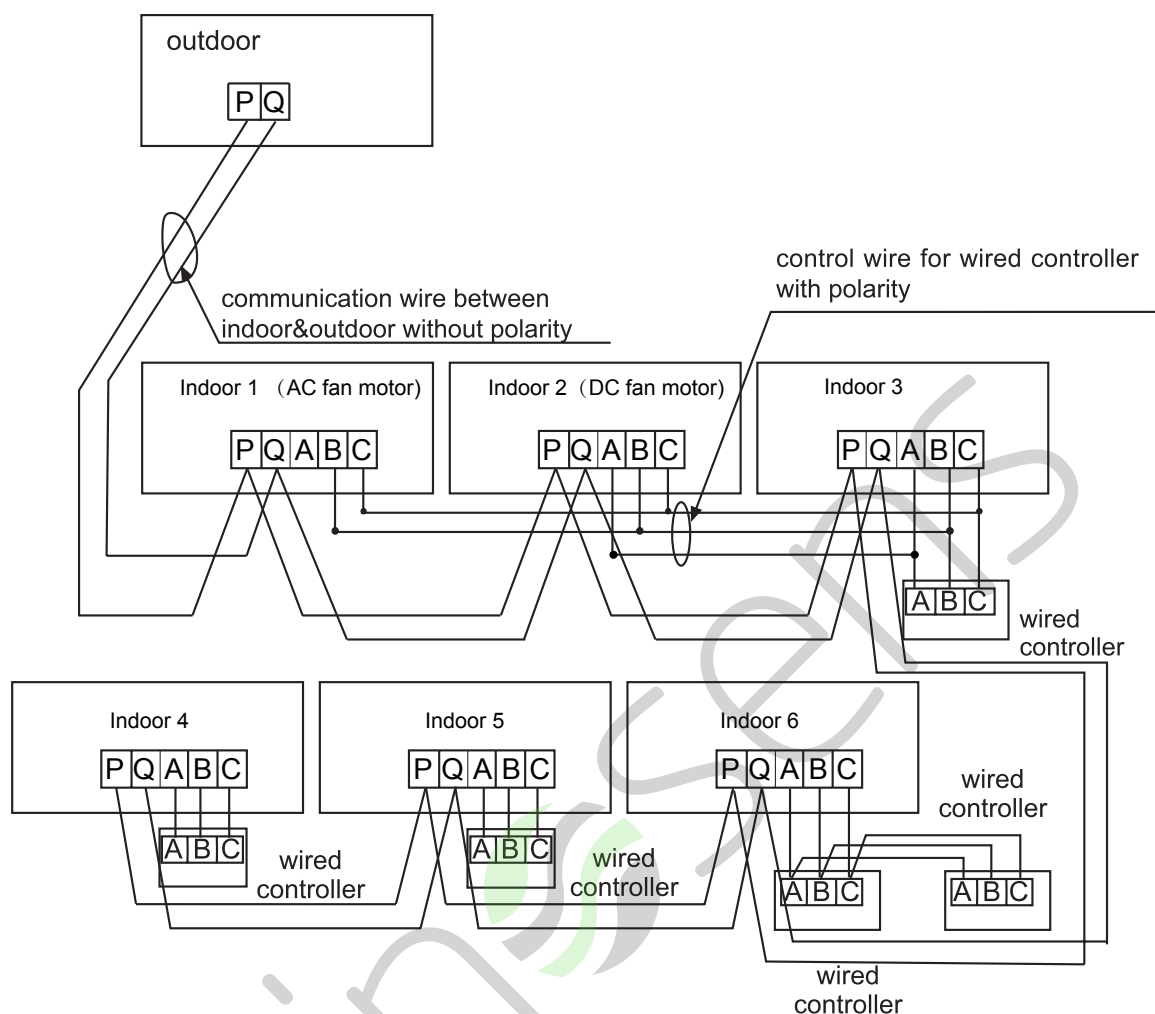 outdoor
P Q
communication wire between
indoor&outdoor without polarity
control wire for wired controller
with polarity
Indoor 1 （AC fan motor)
P Q A B C
Indoor 2（DC fan motor)
P Q A B C
Indoor 3
P Q A B C
A B C
wired
controller
Indoor 4
P Q A B C
A B C
wired
controller
Indoor 5
P Q A B C
A B C
wired
controller
Indoor 6
P Q A B C
wired
controller
A B C
A B C
wired
controller